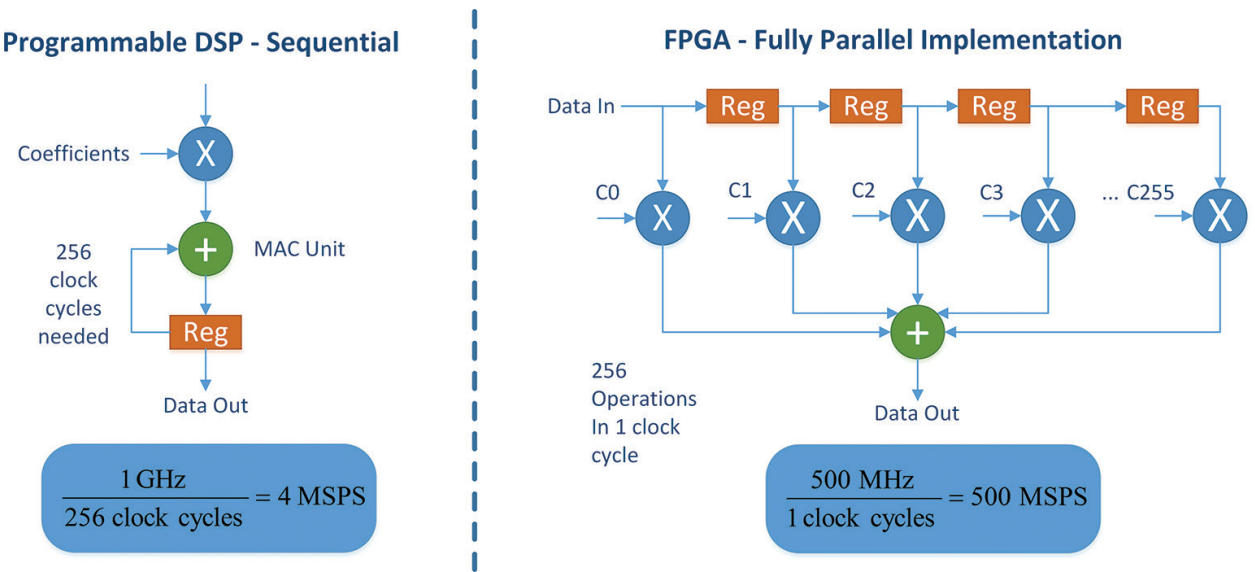 Programmable DSP - Sequential
Coefficients
X
+
MAC Unit
256
clock
cycles
needed
Reg
Data Out
1 GHz
256 clock cycles
= 4 MSPS
FPGA - Fully Parallel Implementation
Data In
Reg
Reg
Reg
Reg
C0
C1
C2
C3
... C255
X
X
X
X
X
+
256
Operations
In 1 clock
cycle
Data Out
500 MHz
1 clock cycles
= 500 MSPS